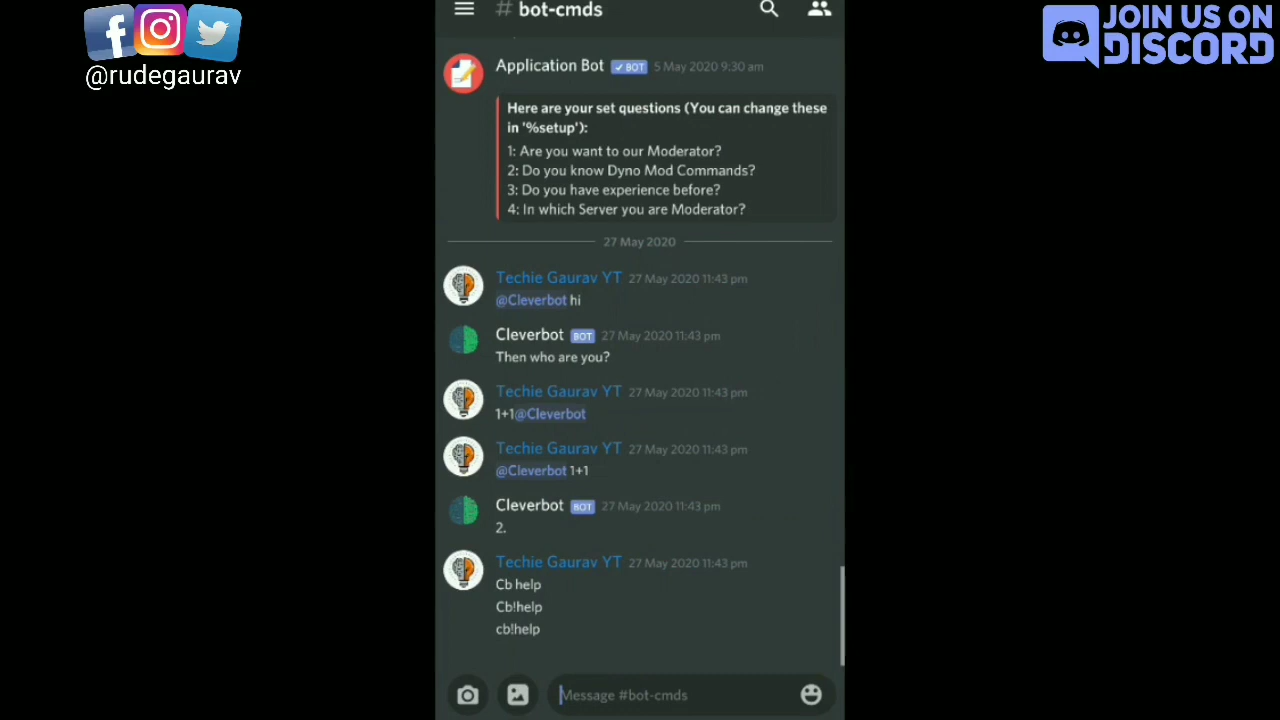 @rudegaurav
JOIN US ON
DISCORD
# bot-cmds
Application Bot ✓ BOT 5 May 2020 9:30 am
Here are your set questions (You can change these
in '%setup'):
1: Are you want to our Moderator?
2: Do you know Dyno Mod Commands?
3: Do you have experience before?
4: In which Server you are Moderator?
27 May 2020
Techie Gaurav YT 27 May 2020 11:43 pm
@Cleverbot hi
Cleverbot BOT 27 May 2020 11:43 pm
Then who are you?
Techie Gaurav YT 27 May 2020 11:43 pm
1+1@Cleverbot
Techie Gaurav YT 27 May 2020 11:43 pm
@Cleverbot 1+1
Cleverbot BOT 27 May 2020 11:43 pm
2.
Techie Gaurav YT 27 May 2020 11:43 pm
Cb help
Cb!help
cb!help
Message #bot-cmds